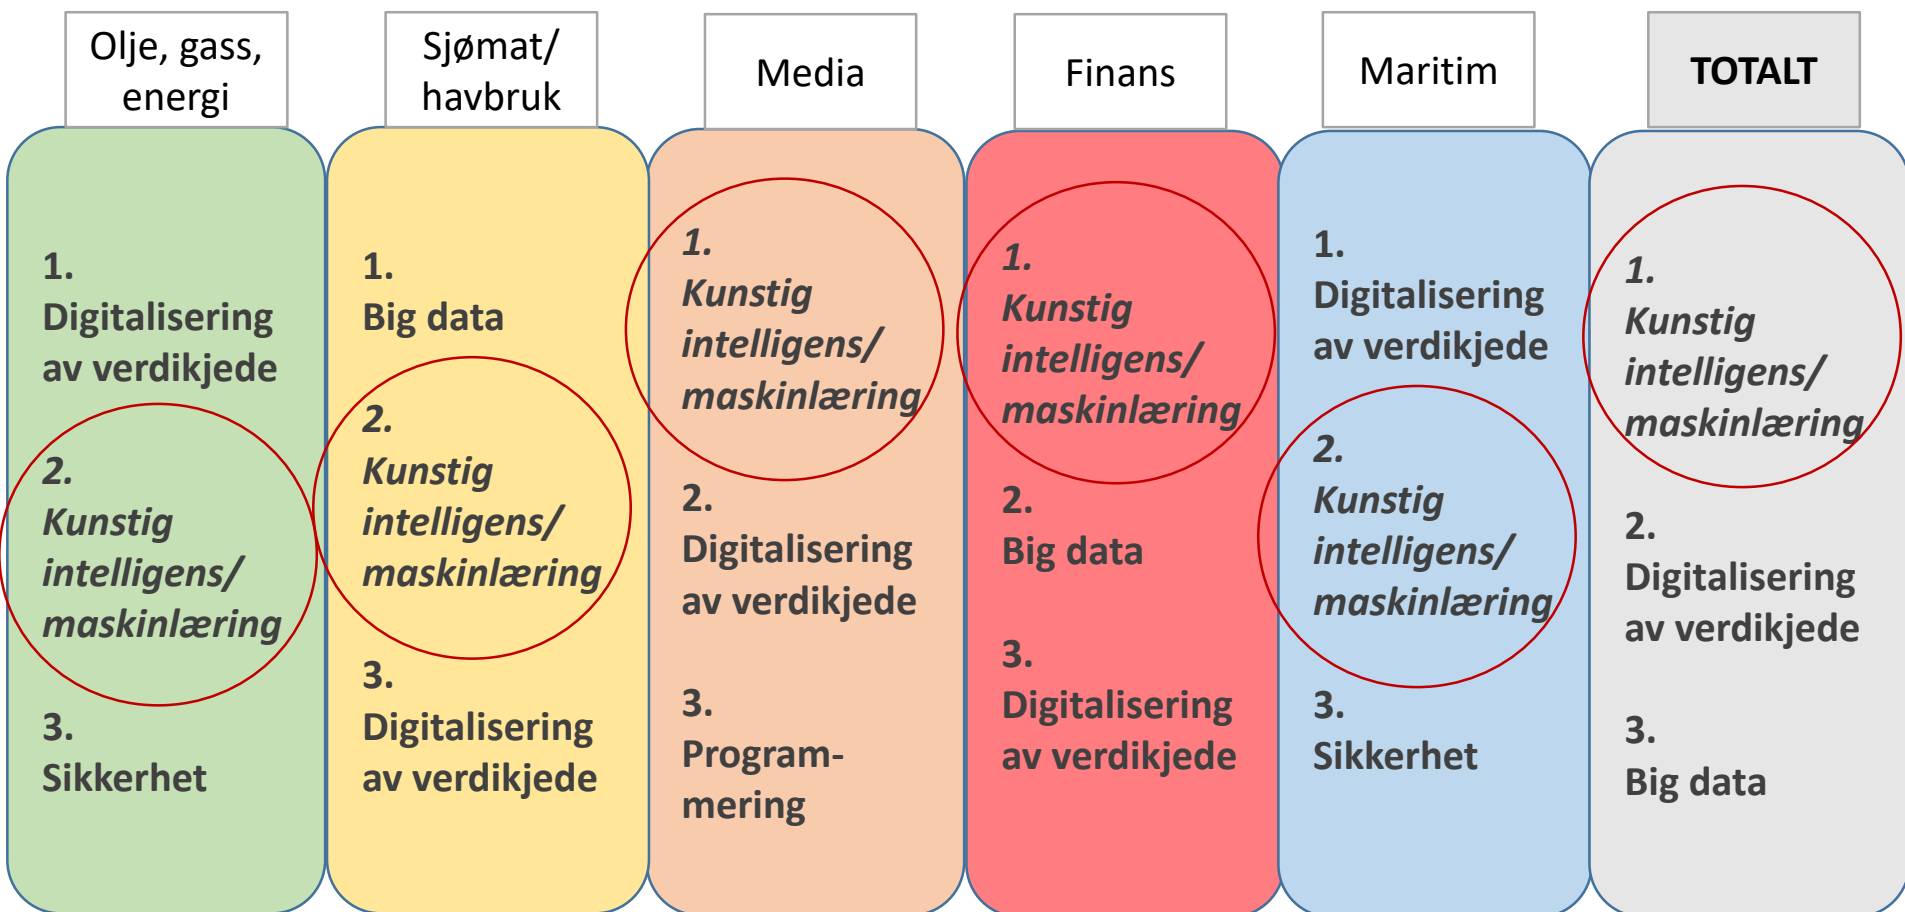 Olje, gass,
energi
1.
Digitalisering
av verdikjede
2.
Kunstig
intelligens/
maskinlæring
3.
Sikkerhet
Sjømat/
havbruk
1.
Big data
2.
Kunstig
intelligens/
maskinlæring
3.
Digitalisering
av verdikjede
Media
1.
Kunstig
intelligens/
maskinlæring
2.
Digitalisering
av verdikjede
3.
Program-
mering
Finans
1.
Kunstig
intelligens/
maskinlæring
2.
Big data
3.
Digitalisering
av verdikjede
Maritim
1.
Digitalisering
av verdikjede
2.
Kunstig
intelligens/
maskinlæring
3.
Sikkerhet
TOTALT
1.
Kunstig
intelligens/
maskinlæring
2.
Digitalisering
av verdikjede
3.
Big data